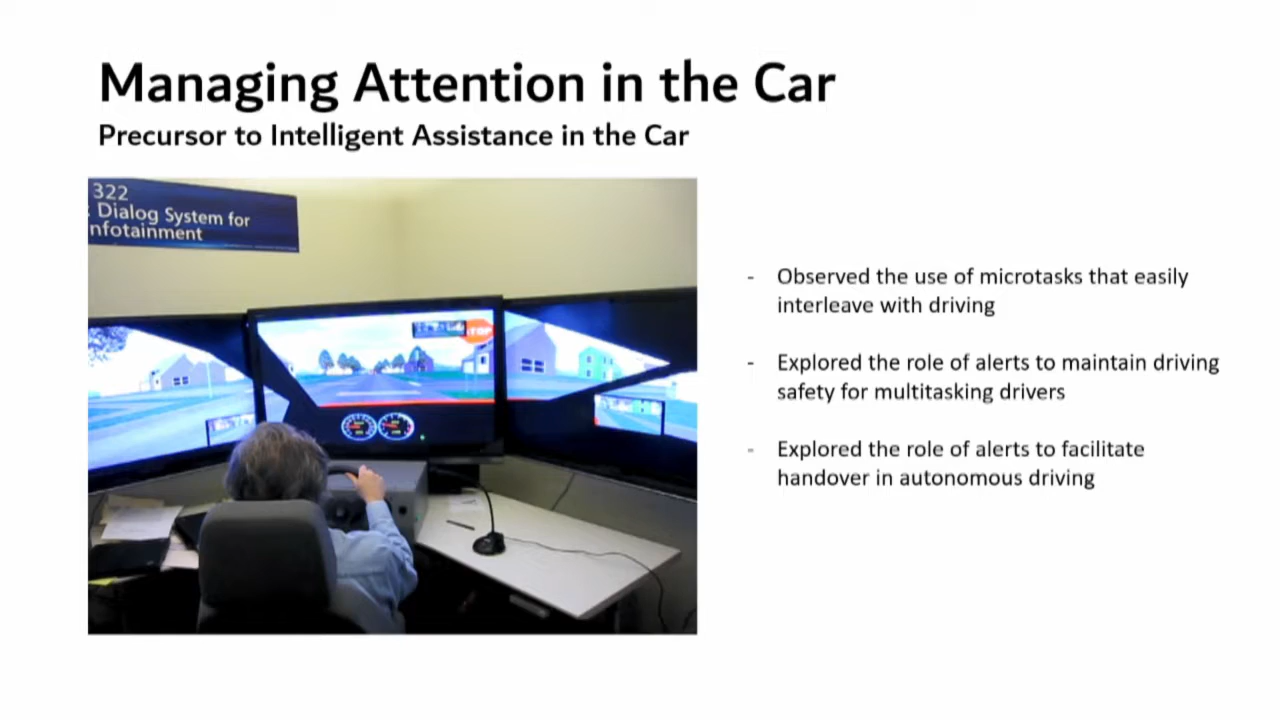 Managing Attention in the Car
Precursor to Intelligent Assistance in the Car
322
Dialog System for
nfotainment
STOP
- Observed the use of microtasks that easily
interleave with driving
- Explored the role of alerts to maintain driving
safety for multitasking drivers
- Explored the role of alerts to facilitate
handover in autonomous driving